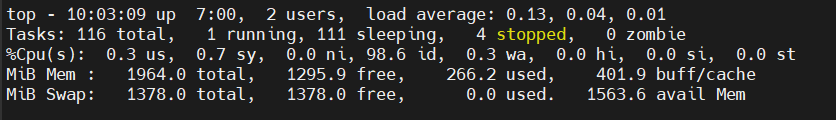 top - 10:03:09 up  7:00,  2 users,  load average: 0.13, 0.04, 0.01
Tasks: 116 total,   1 running, 111 sleeping,   4 stopped,   0 zombie
%Cpu(s):  0.3 us,  0.7 sy,  0.0 ni, 98.6 id,  0.3 wa,  0.0 hi,  0.0 si,  0.0 st
MiB Mem :   1964.0 total,   1295.9 free,    266.2 used,    401.9 buff/cache
MiB Swap:   1378.0 total,   1378.0 free,      0.0 used.   1563.6 avail Mem